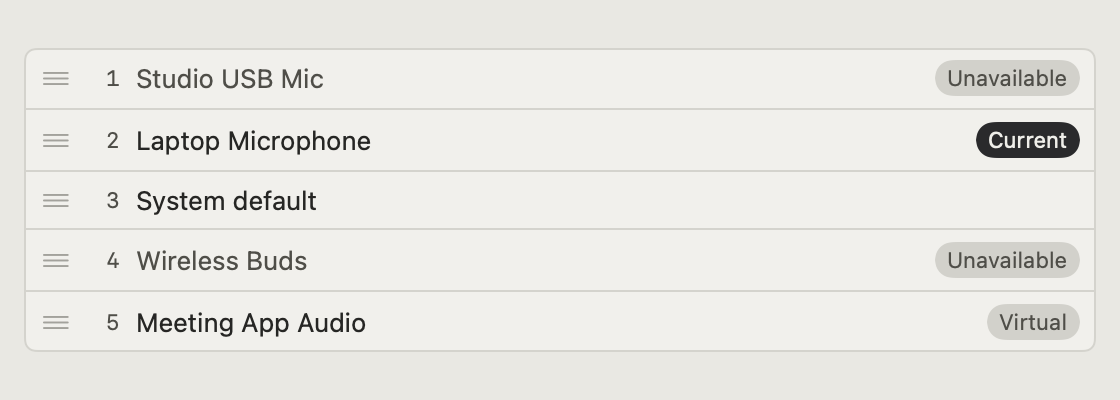 1 Studio USB Mic Unavailable
2 Laptop Microphone Current
3 System default
4 Wireless Buds Unavailable
5 Meeting App Audio Virtual